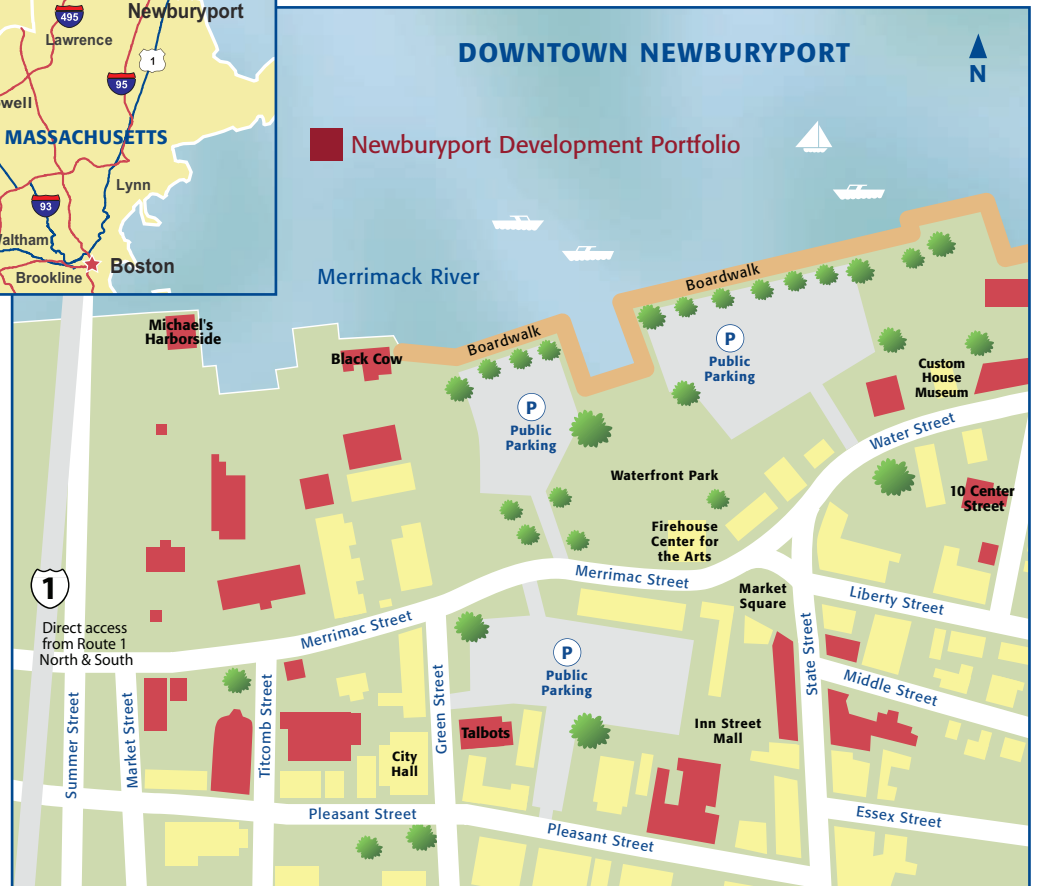 Newburyport
495
Lawrence
1
95
well
MASSACHUSETTS
Lynn
93
altham
Boston
Brookline
DOWNTOWN NEWBURYPORT
N
Newburyport Development Portfolio
Merrimack River
Boardwalk
Boardwalk
Michael's
Harborside
Black Cow
P
Public
Parking
P
Public
Parking
Custom
House
Museum
Water Street
Waterfront Park
10 Center
Street
Firehouse
Center for
the Arts
Merrimac Street
Market
Square
Liberty Street
1
Direct access
from Route 1
North & South
Merrimac Street
P
Public
Parking
State Street
Middle Street
Summer Street
Market Street
Titcomb Street
Green Street
Talbots
Inn Street
Mall
City
Hall
Pleasant Street
Pleasant Street
Essex Street